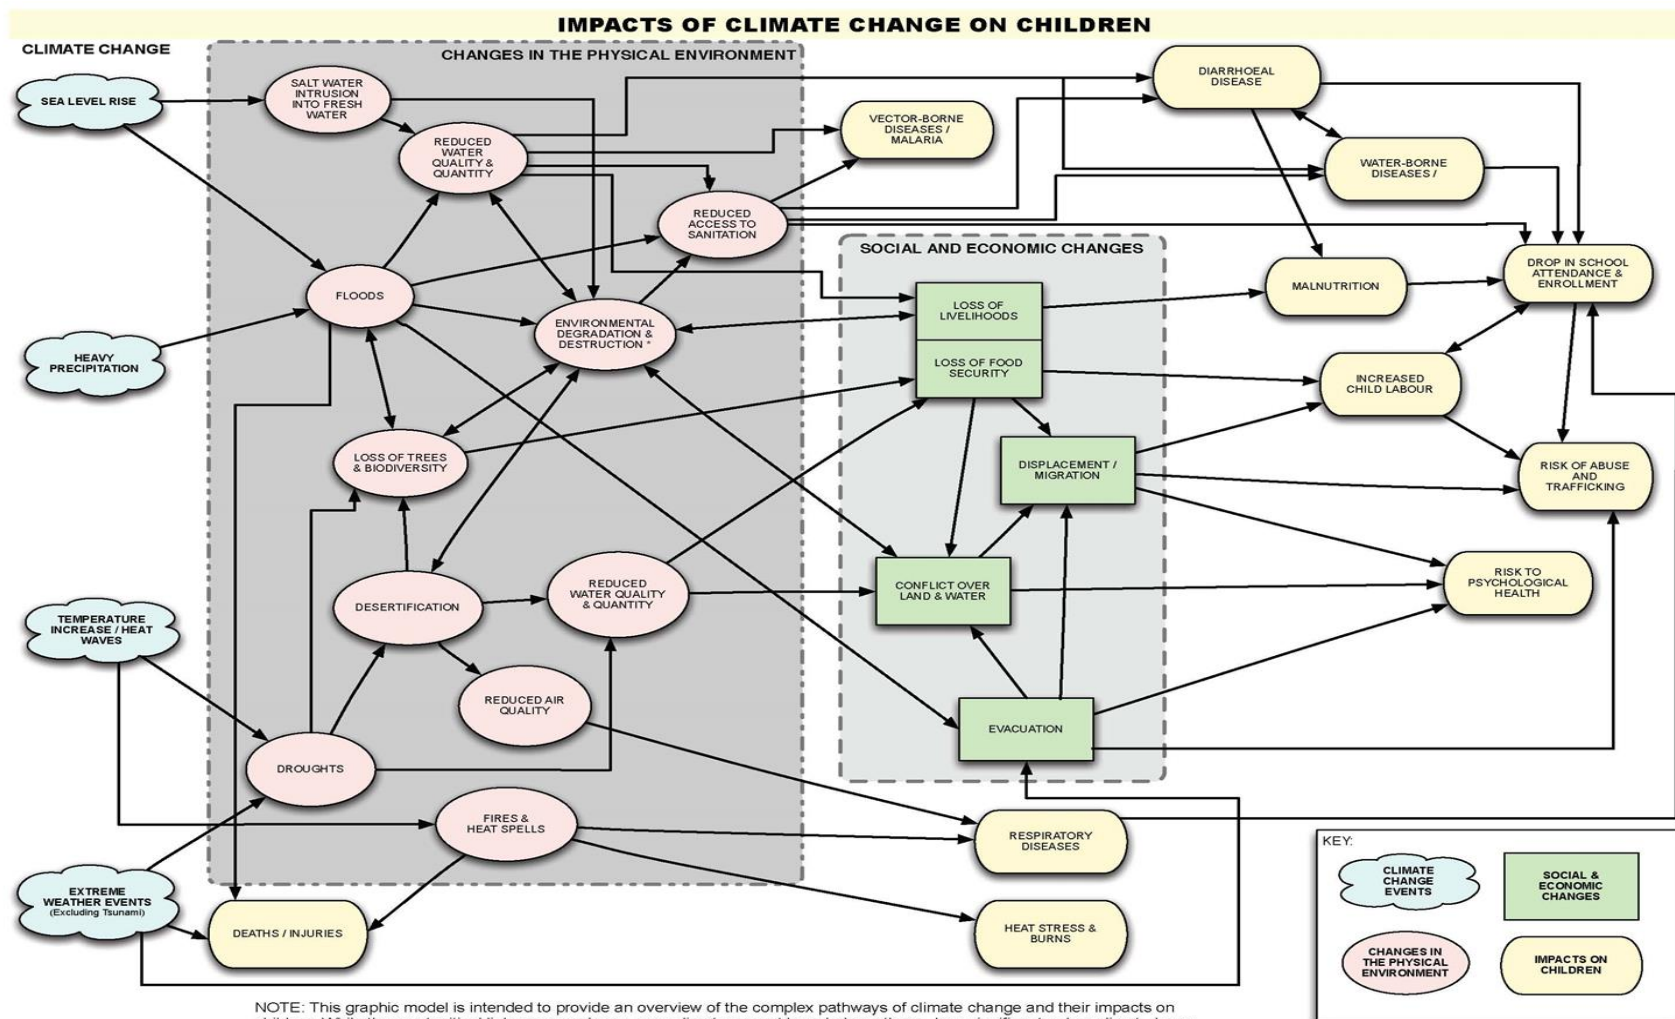 IMPACTS OF CLIMATE CHANGE ON CHILDREN
CLIMATE CHANGE
CHANGES IN THE PHYSICAL ENVIRONMENT
SEA LEVEL RISE
SALT WATER
INTRUSION
INTO FRESH
WATER
REDUCED
WATER
QUALITY &
QUANTITY
VECTOR-BORNE
DISEASES /
MALARIA
DIARRHOEAL
DISEASE
WATER-BORNE
DISEASES /
REDUCED
ACCESS TO
SANITATION
SOCIAL AND ECONOMIC CHANGES
FLOODS
ENVIRONMENTAL
DEGRADATION &
DESTRUCTION *
LOSS OF
LIVELIHOODS
MALNUTRITION
DROP IN SCHOOL
ATTENDANCE &
ENROLLMENT
HEAVY
PRECIPITATION
LOSS OF FOOD
SECURITY
INCREASED
CHILD LABOUR
LOSS OF TREES
& BIODIVERSITY
DISPLACEMENT /
MIGRATION
RISK OF ABUSE
AND
TRAFFICKING
TEMPERATURE
INCREASE / HEAT
WAVES
DESERTIFICATION
REDUCED
WATER QUALITY
& QUANTITY
CONFLICT OVER
LAND & WATER
RISK TO
PSYCHOLOGICAL
HEALTH
REDUCED AIR
QUALITY
EVACUATION
DROUGHTS
FIRES &
HEAT SPELLS
RESPIRATORY
DISEASES
EXTREME
WEATHER EVENTS
(Excluding Tsunami)
DEATHS / INJURIES
HEAT STRESS &
BURNS
KEY:
CLIMATE
CHANGE
EVENTS
SOCIAL &
ECONOMIC
CHANGES
CHANGES IN
THE PHYSICAL
ENVIRONMENT
IMPACTS ON
CHILDREN
NOTE: This graphic model is intended to provide an overview of the complex pathways of climate change and their impacts on